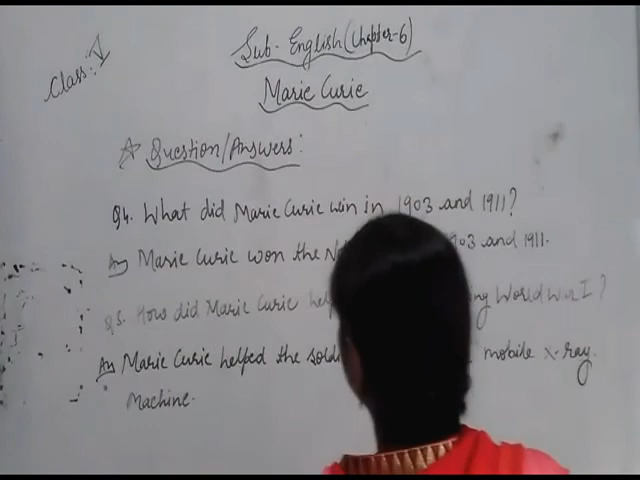 Class: V
Sub- English (Chapter-6)
Marie Curie
☆ Question/Answers:
Q4. What did Marie Curie win in 1903 and 1911?
Ans Marie Curie won the N 1903 and 1911.
Q5. How did Marie Curie help ing World War I?
Ans Marie Curie helped the sold mobile x-ray
Machine.